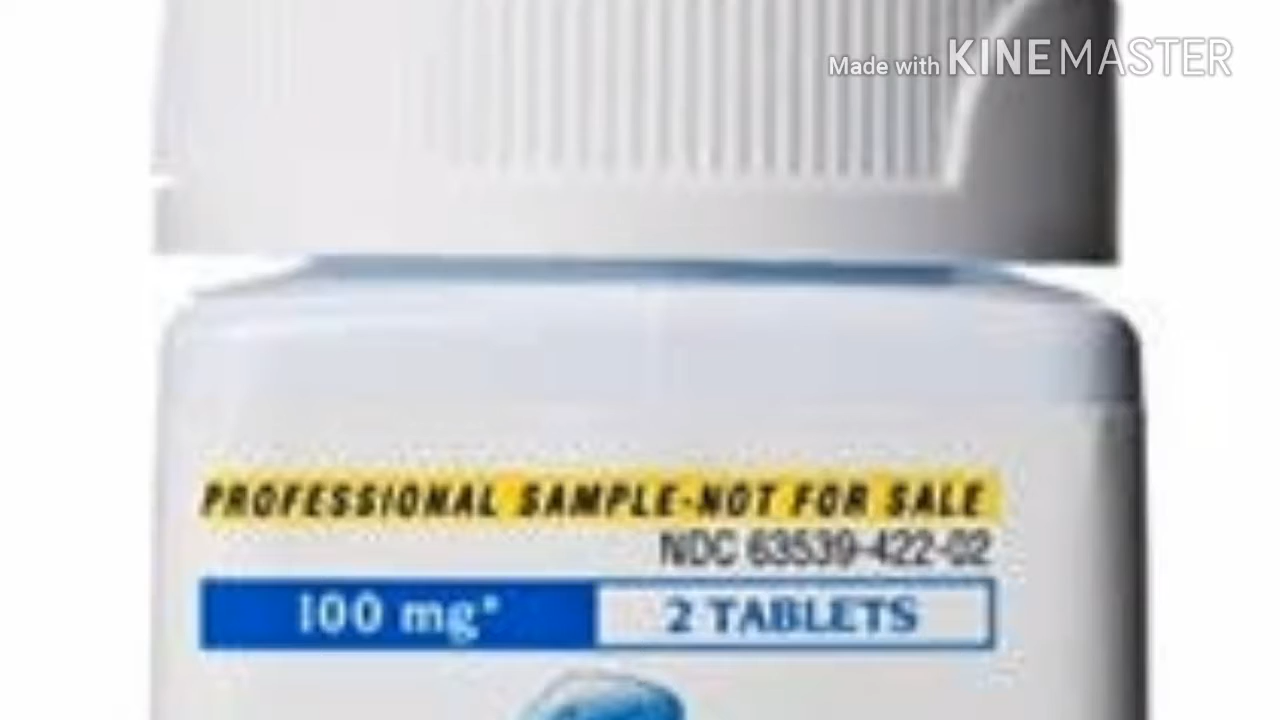 Made with KINEMASTER
PROFESSIONAL SAMPLE-NOT FOR SALE
NDC 63539-422-02
100 mg*
2 TABLETS